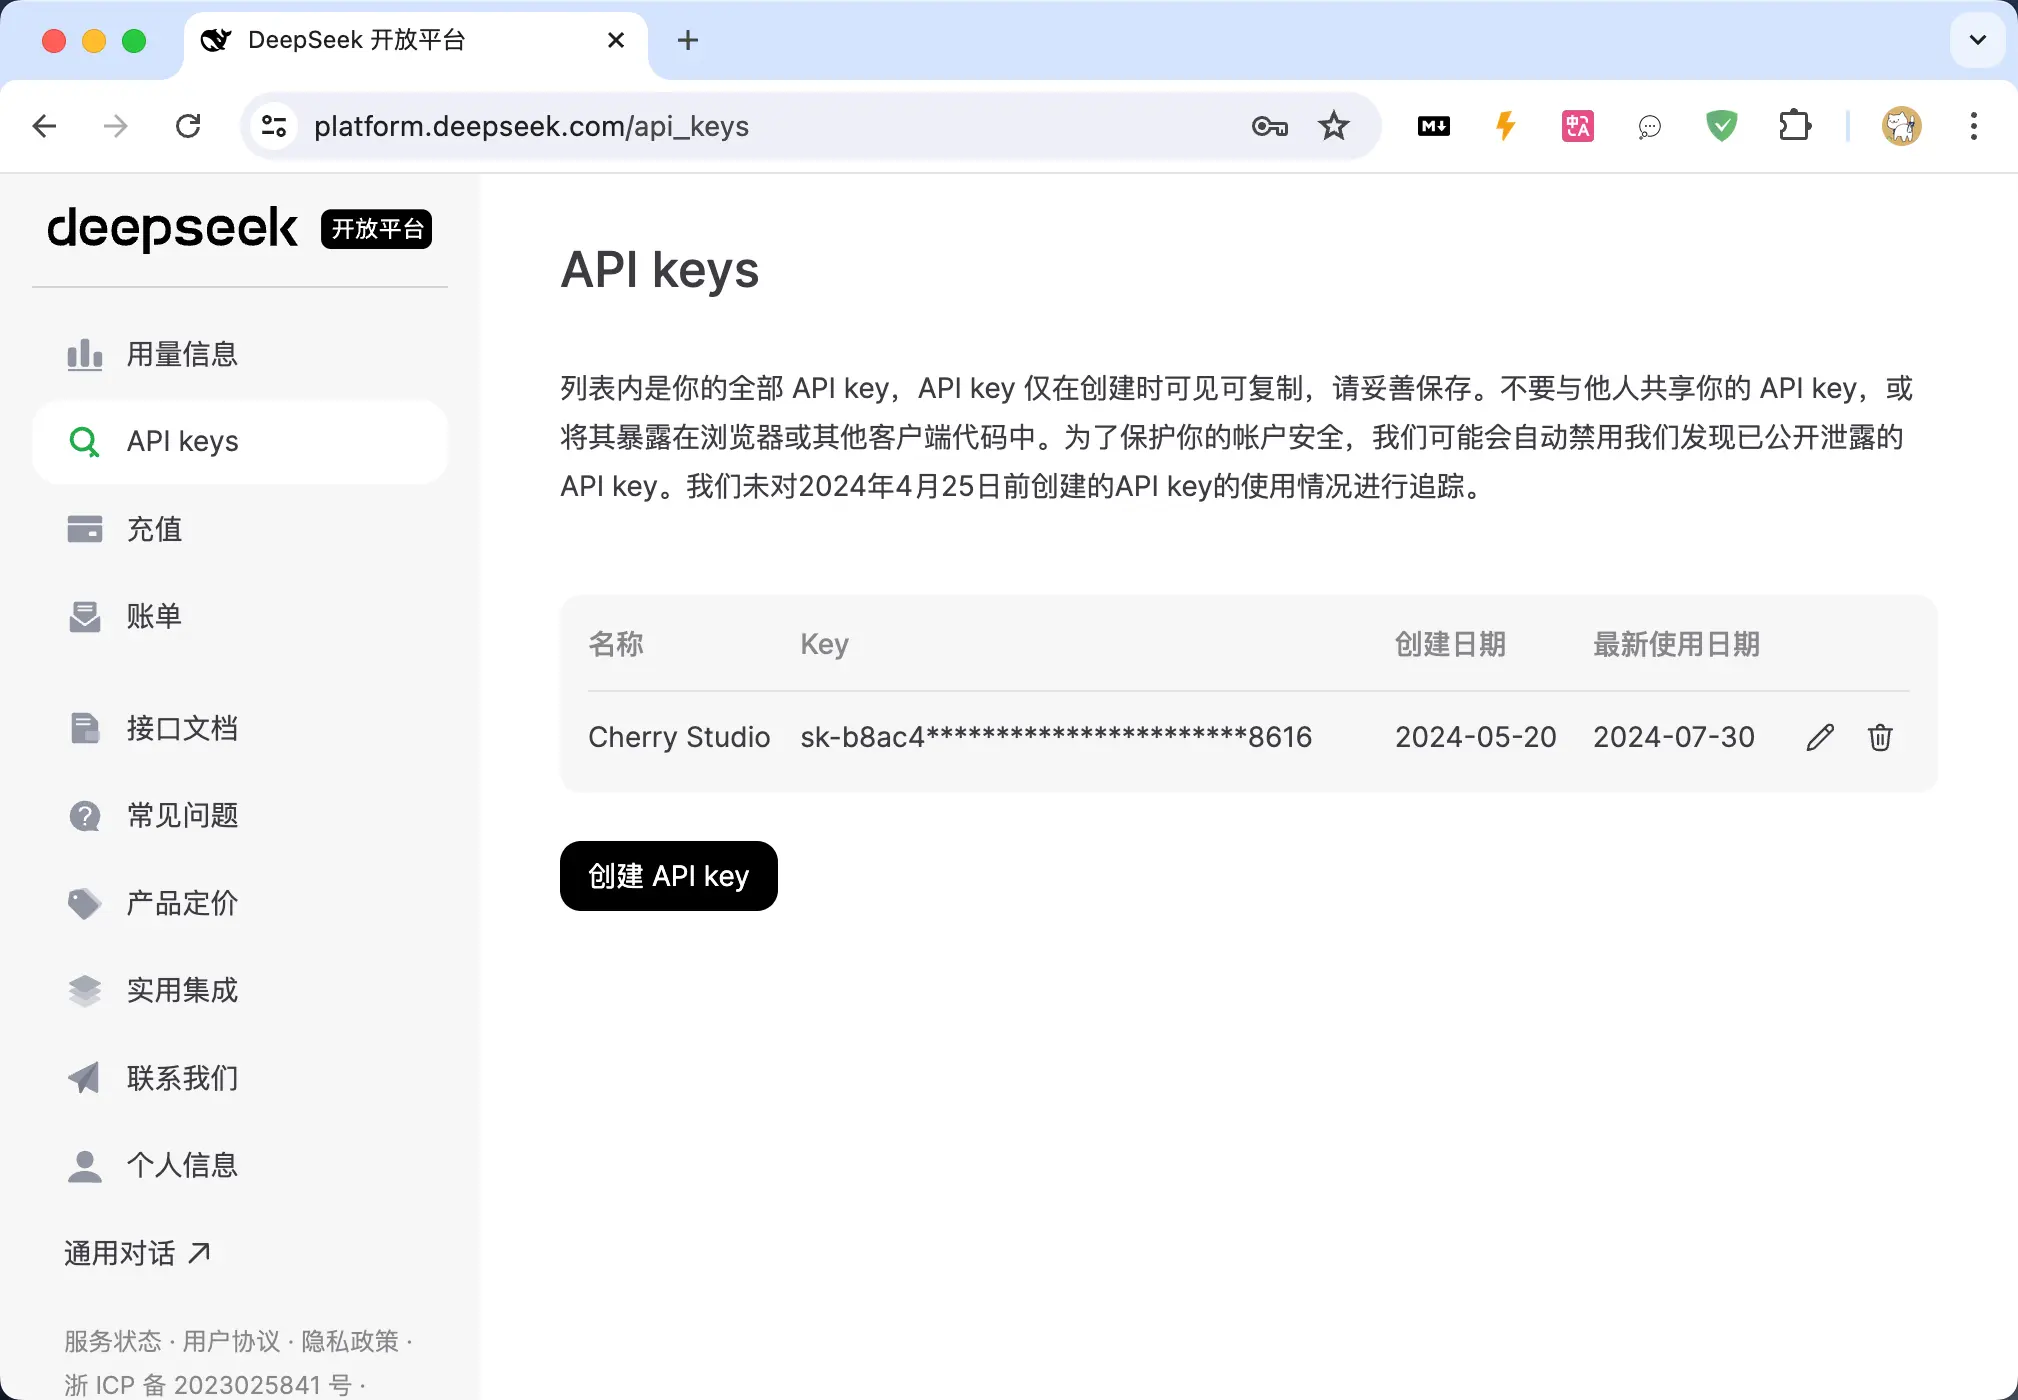 DeepSeek 开放平台
platform.deepseek.com/api_keys
deepseek 开放平台
用量信息
API keys
充值
账单
接口文档
常见问题
产品定价
实用集成
联系我们
个人信息
通用对话
服务状态 · 用户协议 · 隐私政策 ·
浙 ICP 备 2023025841 号 ·
API keys
列表内是你的全部 API key，API key 仅在创建时可见可复制，请妥善保存。不要与他人共享你的 API key，或
将其暴露在浏览器或其他客户端代码中。为了保护你的帐户安全，我们可能会自动禁用我们发现已公开泄露的
API key。我们未对2024年4月25日前创建的API key的使用情况进行追踪。
名称 Key 创建日期 最新使用日期
Cherry Studio sk-b8ac4***********************8616 2024-05-20 2024-07-30
创建 API key